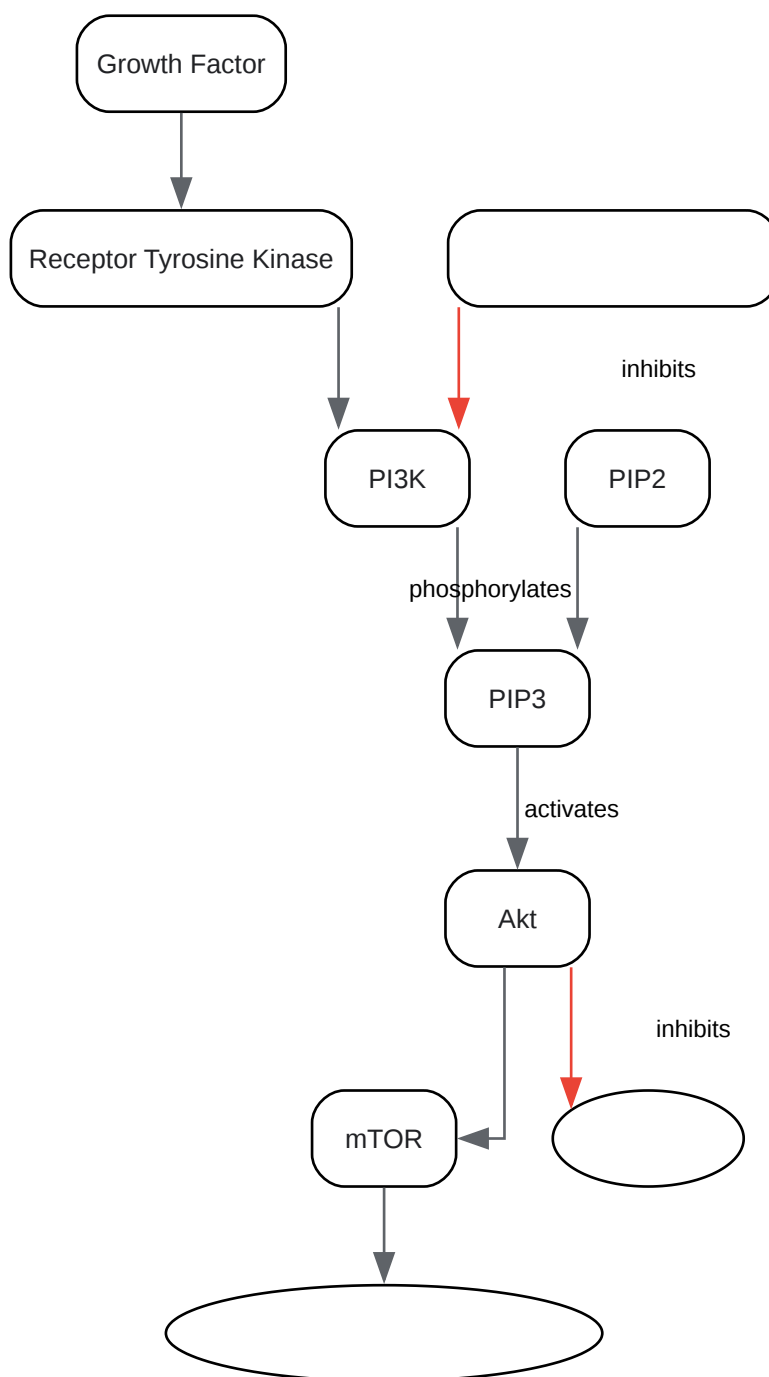 Growth Factor
Receptor Tyrosine Kinase
inhibits
PI3K
PIP2
phosphorylates
PIP3
activates
Akt
inhibits
mTOR